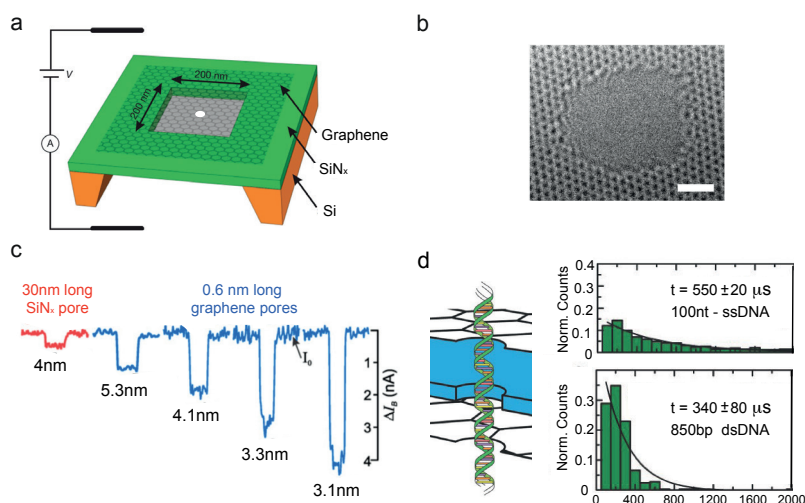 a
200 nm
200 nm
V
A
Graphene
SiNx
Si
b
c
30nm long
SiNx pore
0.6 nm long
graphene pores
I₀
4nm
5.3nm
4.1nm
3.3nm
3.1nm
1
2
3
4
ΔI_B (nA)
d
Norm. Counts
0.4
0.3
0.2
0.1
0
t = 550 ±20 μs
100nt - ssDNA
Norm. Counts
0.3
0.2
0.1
0.0
t = 340 ±80 μs
850bp dsDNA
0 400 800 1200 1600 2000